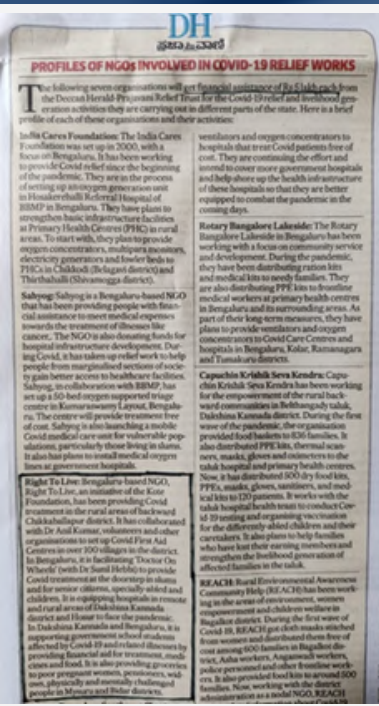 DH
ಪ್ರಜಾವಾಣಿ
PROFILES OF NGOs INVOLVED IN COVID-19 RELIEF WORKS
The following seven organisations will get financial assistance of Rs 5 lakh each from
the Deccan Herald-Prajavani Relief Trust for the Covid-19 relief and livelihood gen-
eration activities they are carrying out in different parts of the state. Here is a brief
profile of each of these organisations and their activities:
India Cares Foundation: The India Cares
Foundation was set up in 2000, with a
focus on Bengaluru. It has been working
to provide Covid relief since the beginning
of the pandemic. They are in the process
of setting up an oxygen generation unit
in Hosakerehalli Referral Hospital of
BBMP in Bengaluru. They have plans to
strengthen basic infrastructure facilities
at Primary Health Centres (PHC) in rural
areas. To start with, they plan to provide
oxygen concentrators, multipara monitors,
electricity generators and fowler beds to
PHCs in Chikkodi (Belagavi district) and
Thirthahalli (Shivamogga district).
Sahyog: Sahyog is a Bengaluru-based NGO
that has been providing people with finan-
cial assistance to meet medical expenses
towards the treatment of illnesses like
cancer. The NGO is also donating funds for
hospital infrastructure development. Dur-
ing Covid, it has taken up relief work to help
people from marginalised sections of socie-
ty gain better access to healthcare facilities.
Sahyog, in collaboration with BBMP, has
set up a 50-bed oxygen supported triage
centre in Kumaraswamy Layout, Bengalu-
ru. The centre will provide treatment free
of cost. Sahyog is also launching a mobile
Covid medical care unit for vulnerable pop-
ulations, particularly those living in slums.
It also has plans to install medical oxygen
lines at government hospitals.
Right To Live: Bengaluru-based NGO,
Right To Live, an initiative of the Kote
Foundation, has been providing Covid
treatment in the rural areas of backward
Chikkaballapur district. It has collaborated
with Dr Anil Kumar, volunteers and other
organisations to set up Covid First Aid
Centres in over 100 villages in the district.
In Bengaluru, it is facilitating 'Doctor On
Wheels' (with Dr Sunil Hebbi) to provide
Covid treatment at the doorstep in slums
and for senior citizens, specially abled and
children. It is equipping hospitals in remote
and rural areas of Dakshina Kannada
district and Honnar to face the pandemic.
In Dakshina Kannada and Bengaluru, it is
supporting government school students
affected by Covid-19 and related illnesses by
providing financial aid for treatment, medi-
cines and food. It is also providing groceries
to poor pregnant women, pensioners, wid-
ows, physically and mentally challenged
people in Mysuru and Bidar districts.
ventilators and oxygen concentrators to
hospitals that treat Covid patients free of
cost. They are continuing the effort and
intend to cover more government hospitals
and help shore up the health infrastructure
of these hospitals so that they are better
equipped to combat the pandemic in the
coming days.
Rotary Bangalore Lakeside: The Rotary
Bangalore Lakeside in Bengaluru has been
working with a focus on community service
and development. During the pandemic,
they have been distributing ration kits
and medical kits to needy families. They
are also distributing PPE kits to frontline
medical workers at primary health centres
in Bengaluru and its surrounding areas. As
part of their long-term measures, they have
plans to provide ventilators and oxygen
concentrators to Covid Care Centres and
hospitals in Bengaluru, Kolar, Ramanagara
and Tumakuru districts.
Capuchin Krishik Seva Kendra: Capu-
chin Krishik Seva Kendra has been working
for the empowerment of the rural back-
ward communities in Belthangady taluk,
Dakshina Kannada district. During the first
wave of the pandemic, the organisation
provided food baskets to 836 families. It
also distributed PPE kits, thermal scan-
ners, masks, gloves and oximeters to the
taluk hospital and primary health centres.
Now, it has distributed 500 dry food kits,
PPEs, masks, gloves, sanitisers, and med-
ical kits to 120 patients. It works with the
taluk hospital health team to conduct Cov-
id-19 testing and organising vaccination
for the differently-abled children and their
caretakers. It also plans to help families
who have lost their earning members and
strengthen the livelihood generation of
affected families in the taluk.
REACH: Rural Environmental Awareness
Community Help (REACH) has been work-
ing in the areas of environment, women
empowerment and children welfare in
Bagalkot district. During the first wave of
Covid-19, REACH got cloth masks stitched
from women and distributed them free of
cost among 600 families in Bagalkot dis-
trict, Asha workers, Anganwadi workers,
police personnel and other frontline work-
ers. It also provided food kits to around 500
families. Now, working with the district
administration as a nodal NGO, REACH